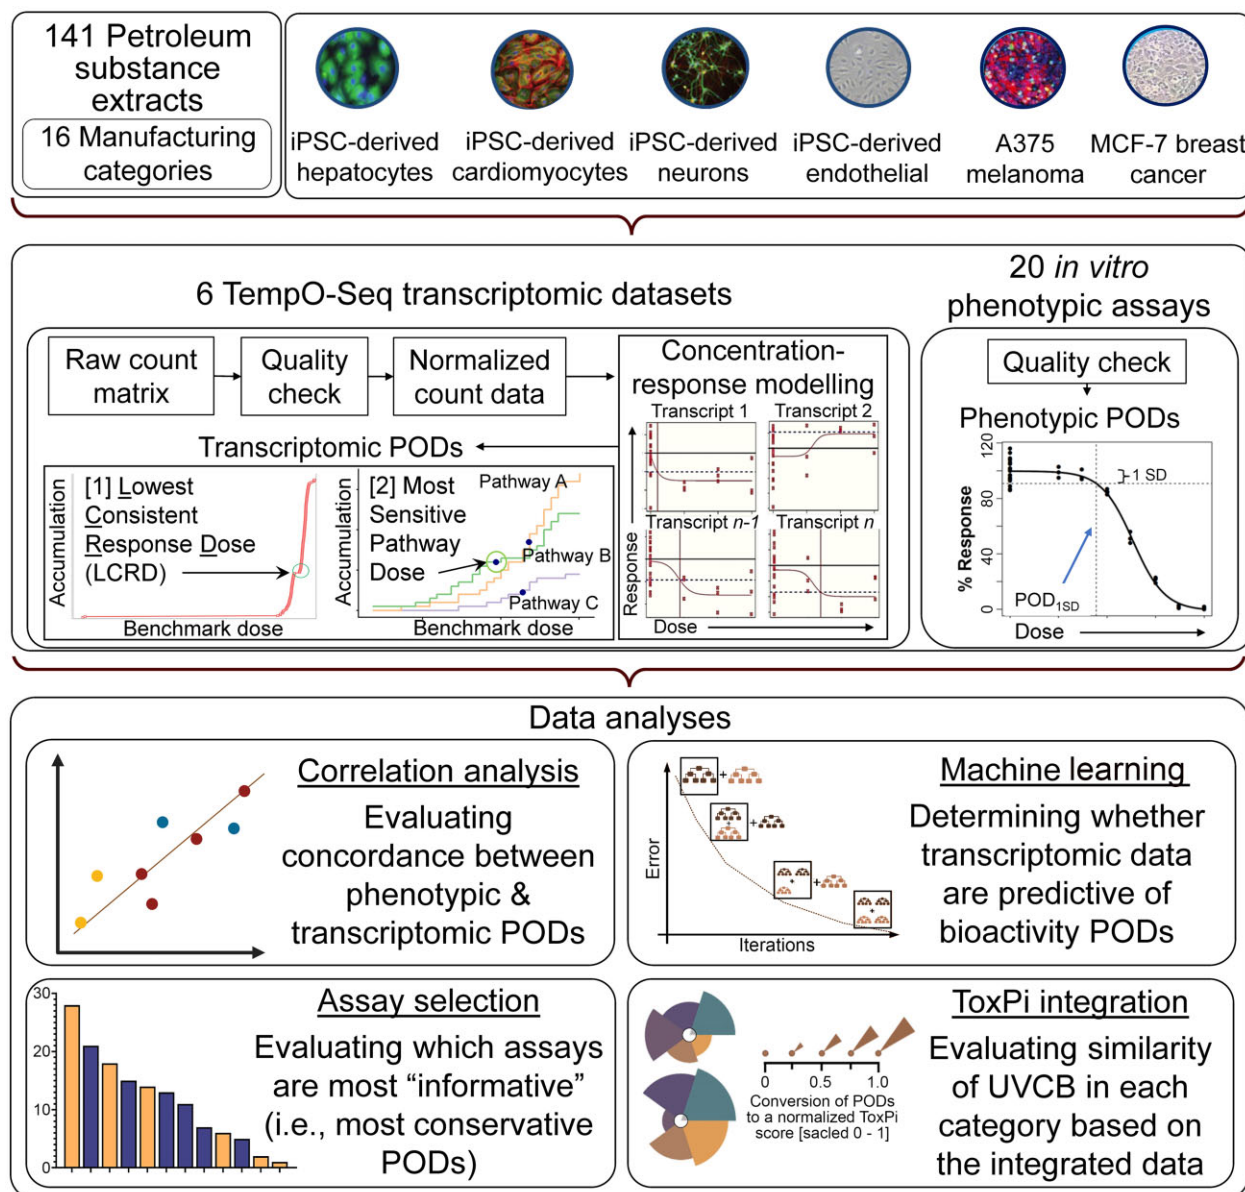 141 Petroleum
substance
extracts
16 Manufacturing
categories
iPSC-derived
hepatocytes
iPSC-derived
cardiomyocytes
iPSC-derived
neurons
iPSC-derived
endothelial
A375
melanoma
MCF-7 breast
cancer
6 TempO-Seq transcriptomic datasets
20 in vitro
phenotypic assays
Raw count
matrix
Quality
check
Normalized
count data
Concentration-
response modelling
Transcript 1
Transcript 2
Transcript n-1
Transcript n
Response
Dose
Transcriptomic PODs
[1] Lowest
Consistent
Response Dose
(LCRD)
Accumulation
Benchmark dose
[2] Most
Sensitive
Pathway
Dose
Pathway A
Pathway B
Pathway C
Accumulation
Benchmark dose
Quality check
Phenotypic PODs
120
80
40
0
% Response
1 SD
POD1SD
Dose
Data analyses
Correlation analysis
Evaluating
concordance between
phenotypic &
transcriptomic PODs
Machine learning
Determining whether
transcriptomic data
are predictive of
bioactivity PODs
Error
Iterations
+
+
+
+
+
+
+
Assay selection
Evaluating which assays
are most “informative”
(i.e., most conservative
PODs)
30
20
10
0
ToxPi integration
Evaluating similarity
of UVCB in each
category based on
the integrated data
0 0.5 1.0
Conversion of PODs
to a normalized ToxPi
score [sacled 0 - 1]